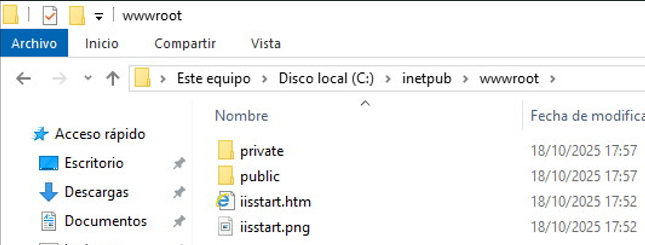 wwwroot
Archivo Inicio Compartir Vista
Este equipo Disco local (C:) inetpub wwwroot
Nombre Fecha de modifica
Acceso rápido
Escritorio
Descargas
Documentos
private 18/10/2025 17:57
public 18/10/2025 17:57
iisstart.htm 18/10/2025 17:52
iisstart.png 18/10/2025 17:52